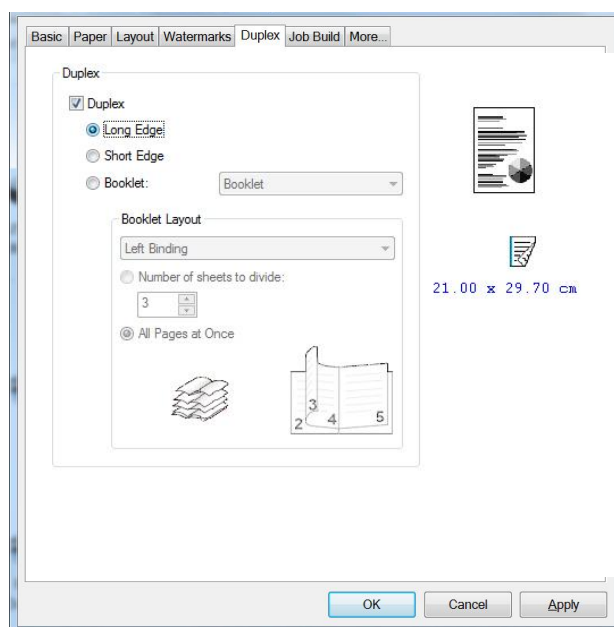 Basic Paper Layout Watermarks Duplex Job Build More...
Duplex
Duplex
Long Edge
Short Edge
Booklet: Booklet
Booklet Layout
Left Binding
Number of sheets to divide:
3
All Pages at Once
21.00 x 29.70 cm
2 3 4 5
OK Cancel Apply